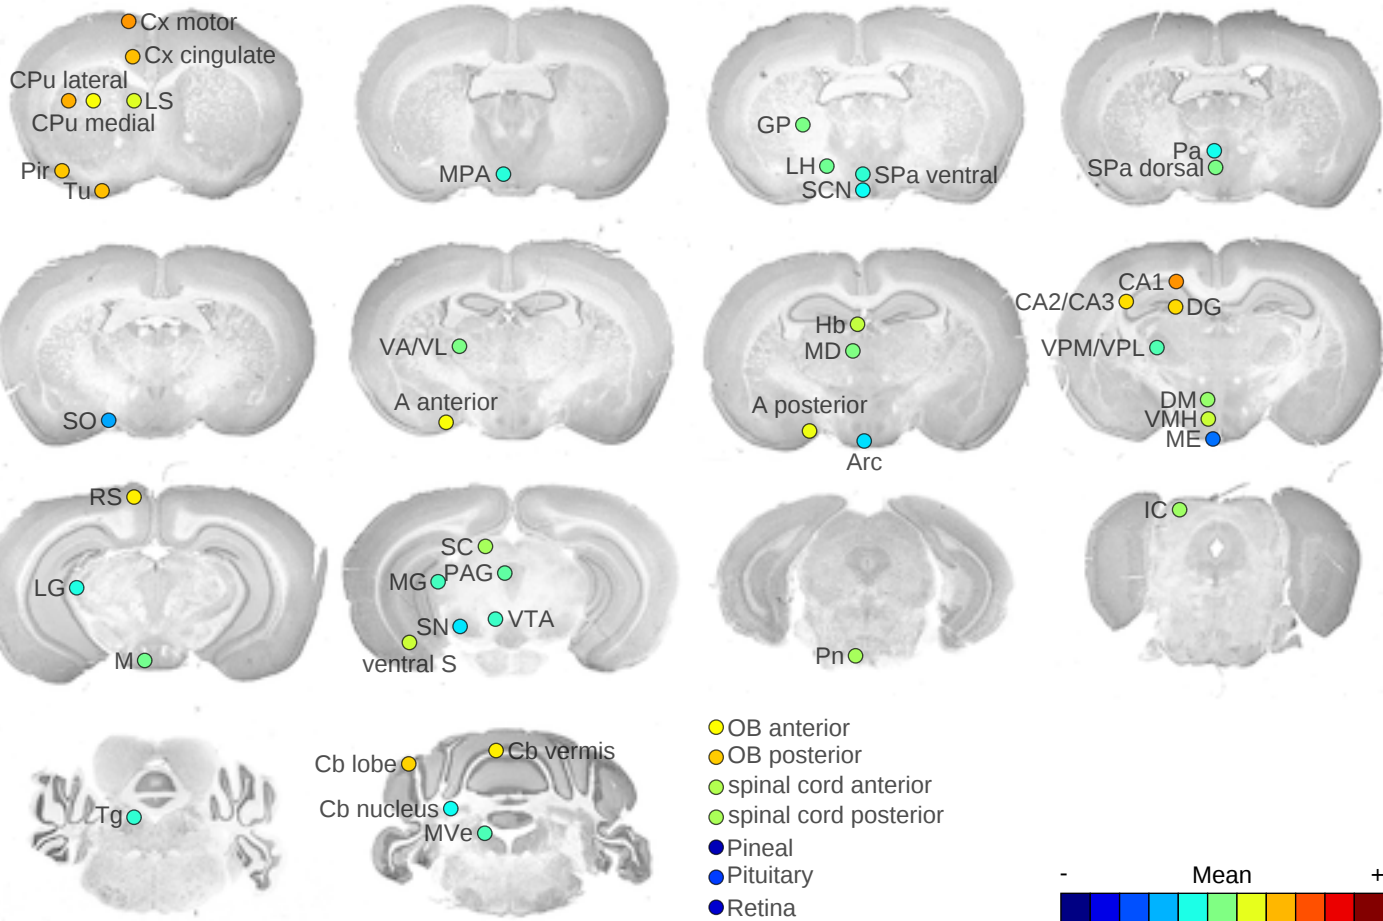 Cx motor
Cx cingulate
CPu lateral
LS
CPu medial
Pir
Tu
MPA
GP
LH
SPa ventral
SCN
Pa
SPa dorsal
SO
VA/VL
A anterior
Hb
MD
A posterior
Arc
CA1
CA2/CA3
DG
VPM/VPL
DM
VMH
ME
RS
LG
M
SC
MG
PAG
SN
VTA
ventral S
Pn
IC
Tg
Cb lobe
Cb vermis
Cb nucleus
MVe
OB anterior
OB posterior
spinal cord anterior
spinal cord posterior
Pineal
Pituitary
Retina
- Mean +